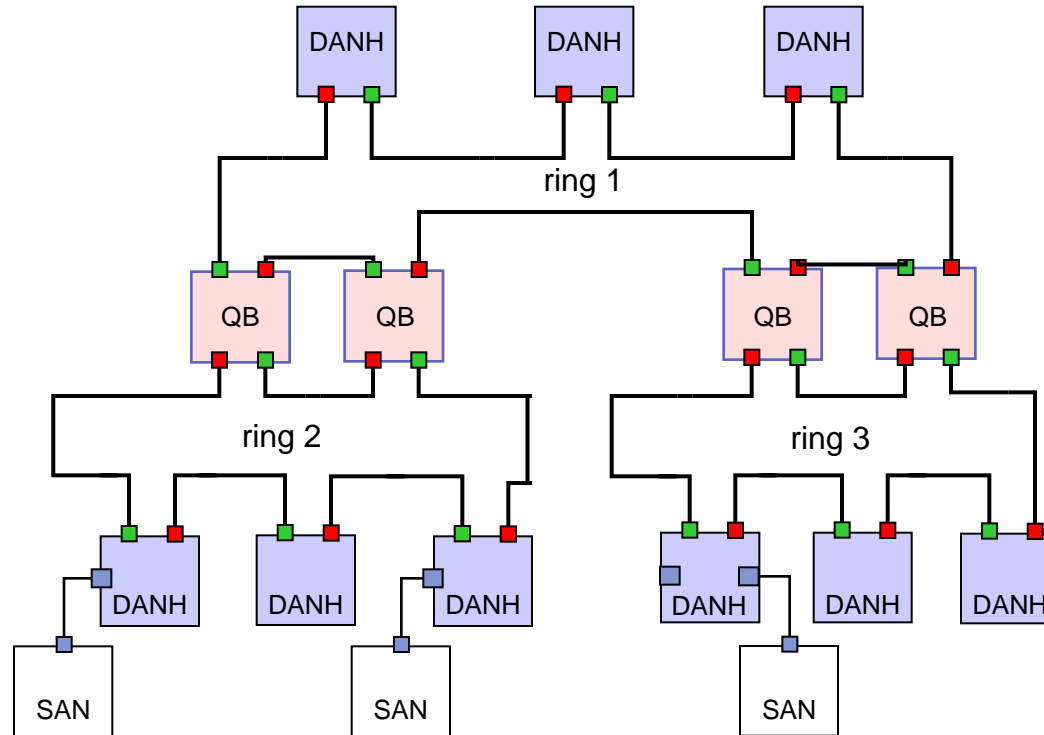 DANH
DANH
DANH
ring 1
QB
QB
QB
QB
ring 2
ring 3
DANH
DANH
DANH
DANH
DANH
DANH
SAN
SAN
SAN